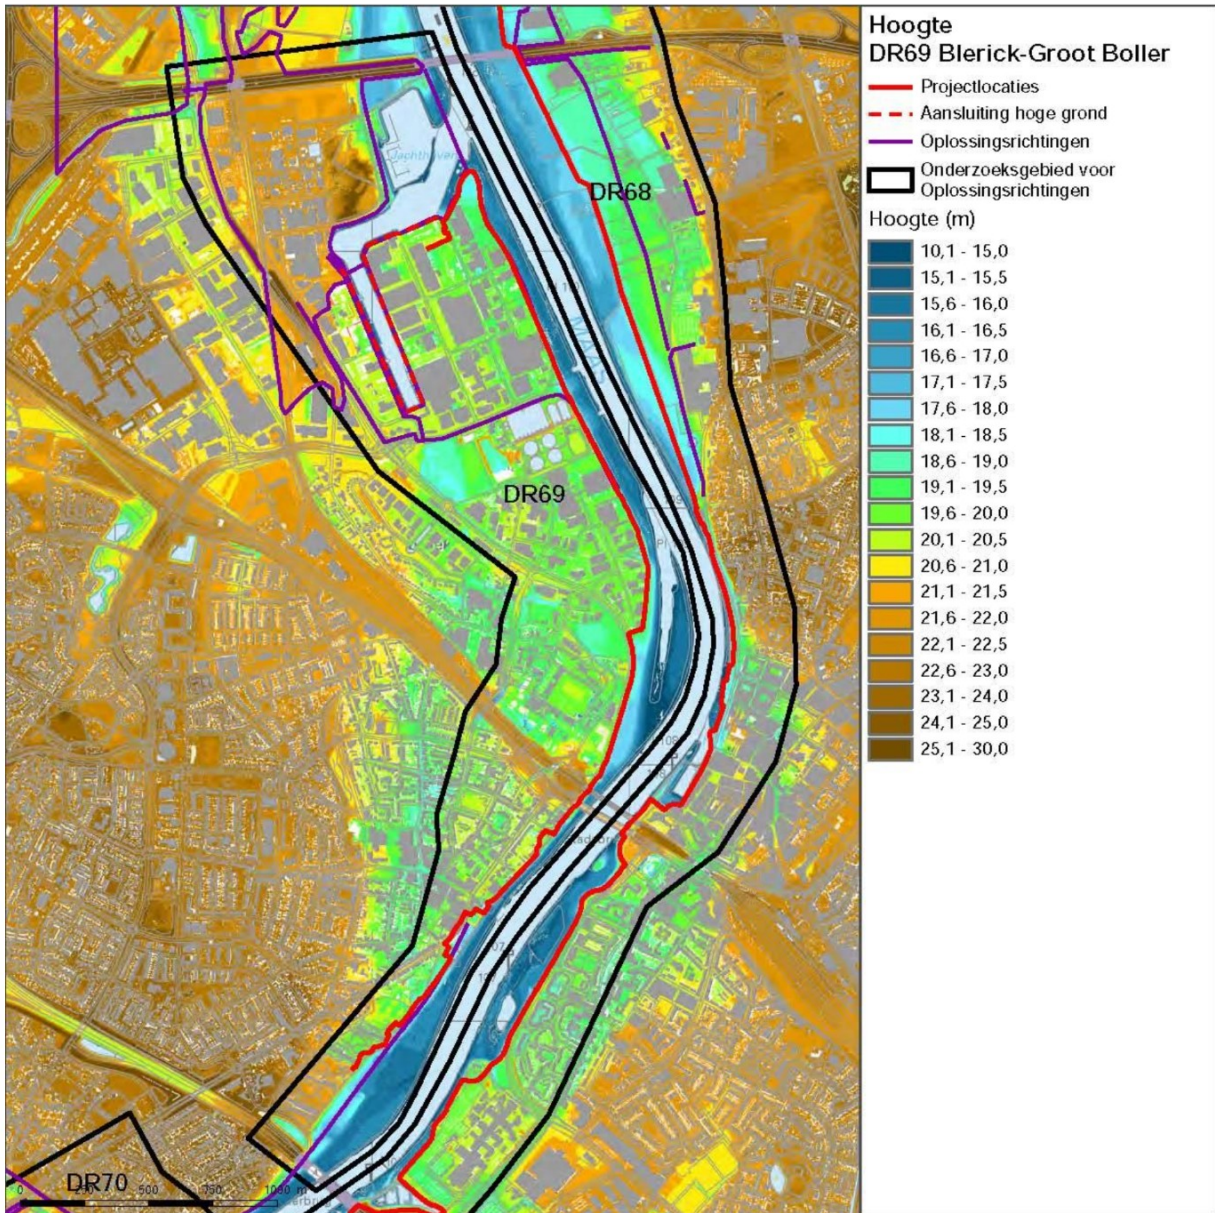 Hoogte
DR69 Blerick-Groot Boller
Projectlocaties
Aansluiting hoge grond
Oplossingsrichtingen
Onderzoeksgebied voor
Oplossingsrichtingen
Hoogte (m)
10,1 - 15,0
15,1 - 15,5
15,6 - 16,0
16,1 - 16,5
16,6 - 17,0
17,1 - 17,5
17,6 - 18,0
18,1 - 18,5
18,6 - 19,0
19,1 - 19,5
19,6 - 20,0
20,1 - 20,5
20,6 - 21,0
21,1 - 21,5
21,6 - 22,0
22,1 - 22,5
22,6 - 23,0
23,1 - 24,0
24,1 - 25,0
25,1 - 30,0
Jachthaven
DR68
MAAS
DR69
DR70
0 250 500 750 1000 m